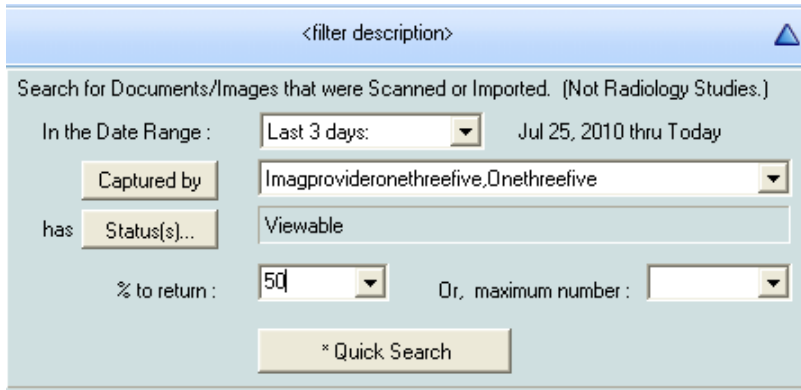 <filter description>
Search for Documents/Images that were Scanned or Imported. (Not Radiology Studies.)
In the Date Range : Last 3 days: Jul 25, 2010 thru Today
Captured by Imagprovideronethreefive,Onethreefive
has Status(s)... Viewable
% to return : 50 Or, maximum number :
* Quick Search